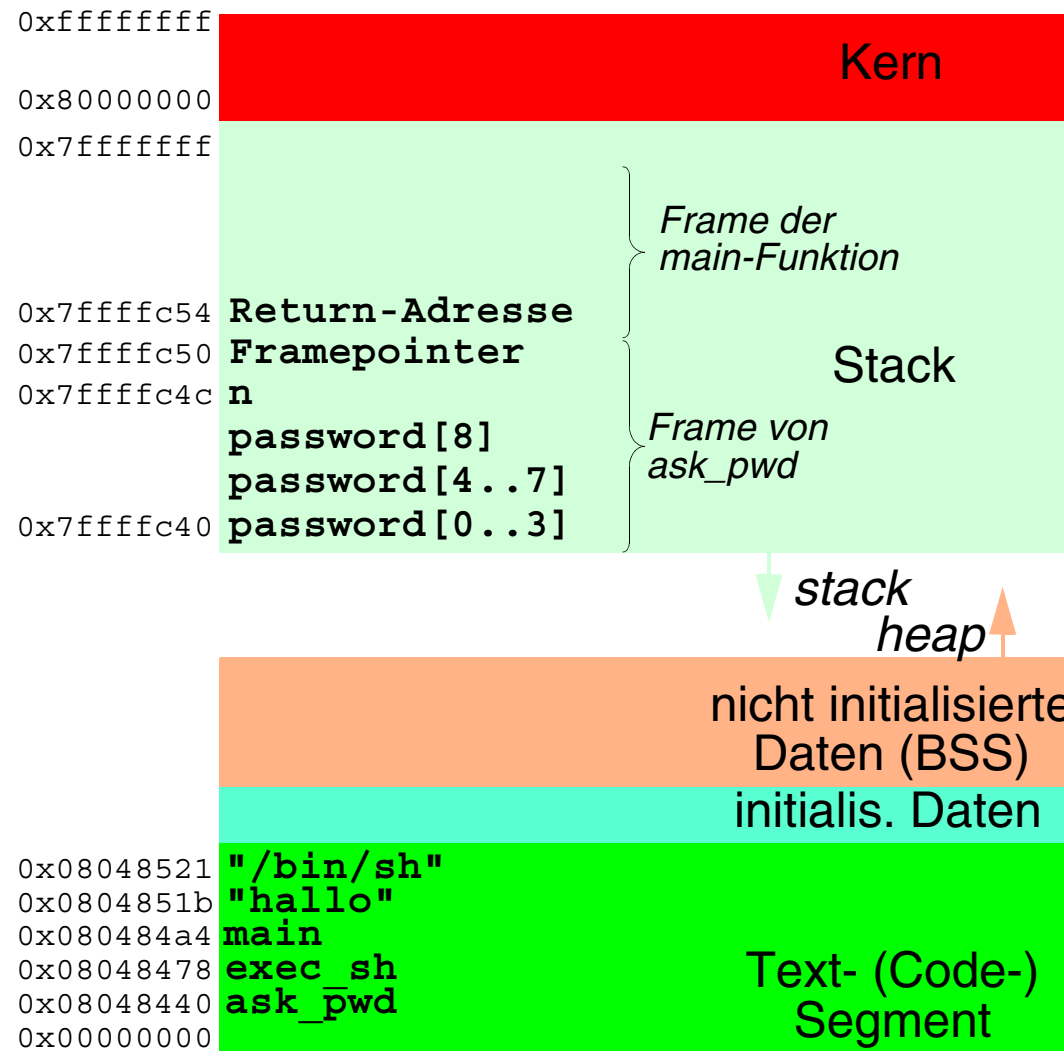 0xffffffff
Kern
0x80000000
0x7fffffff
Frame der
main-Funktion
0x7ffffc54 Return-Adresse
0x7ffffc50 Framepointer
Stack
0x7ffffc4c n
password[8]
Frame von
ask_pwd
password[4..7]
0x7ffffc40 password[0..3]
stack
heap
nicht initialisierte
Daten (BSS)
initialis. Daten
0x08048521 "/bin/sh"
0x0804851b "hallo"
0x080484a4 main
0x08048478 exec_sh
Text- (Code-)
Segment
0x08048440 ask_pwd
0x00000000